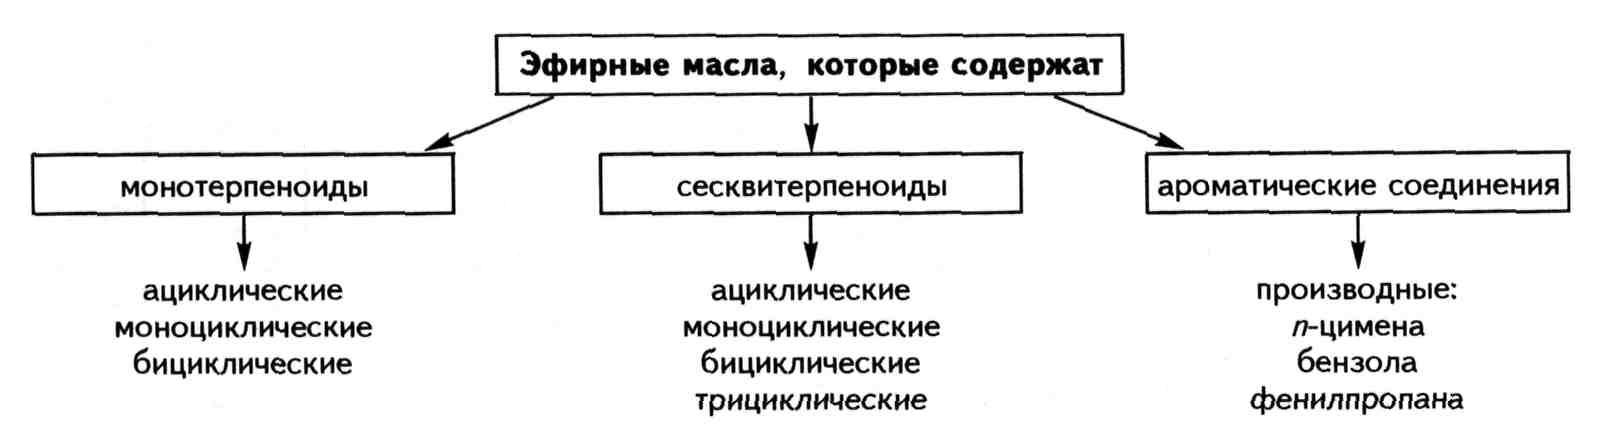 Эфирные масла, которые содержат
монотерпеноиды
ациклические
моноциклические
бициклические
сесквитерпеноиды
ациклические
моноциклические
бициклические
трициклические
ароматические соединения
производные:
п-цимена
бензола
фенилпропана